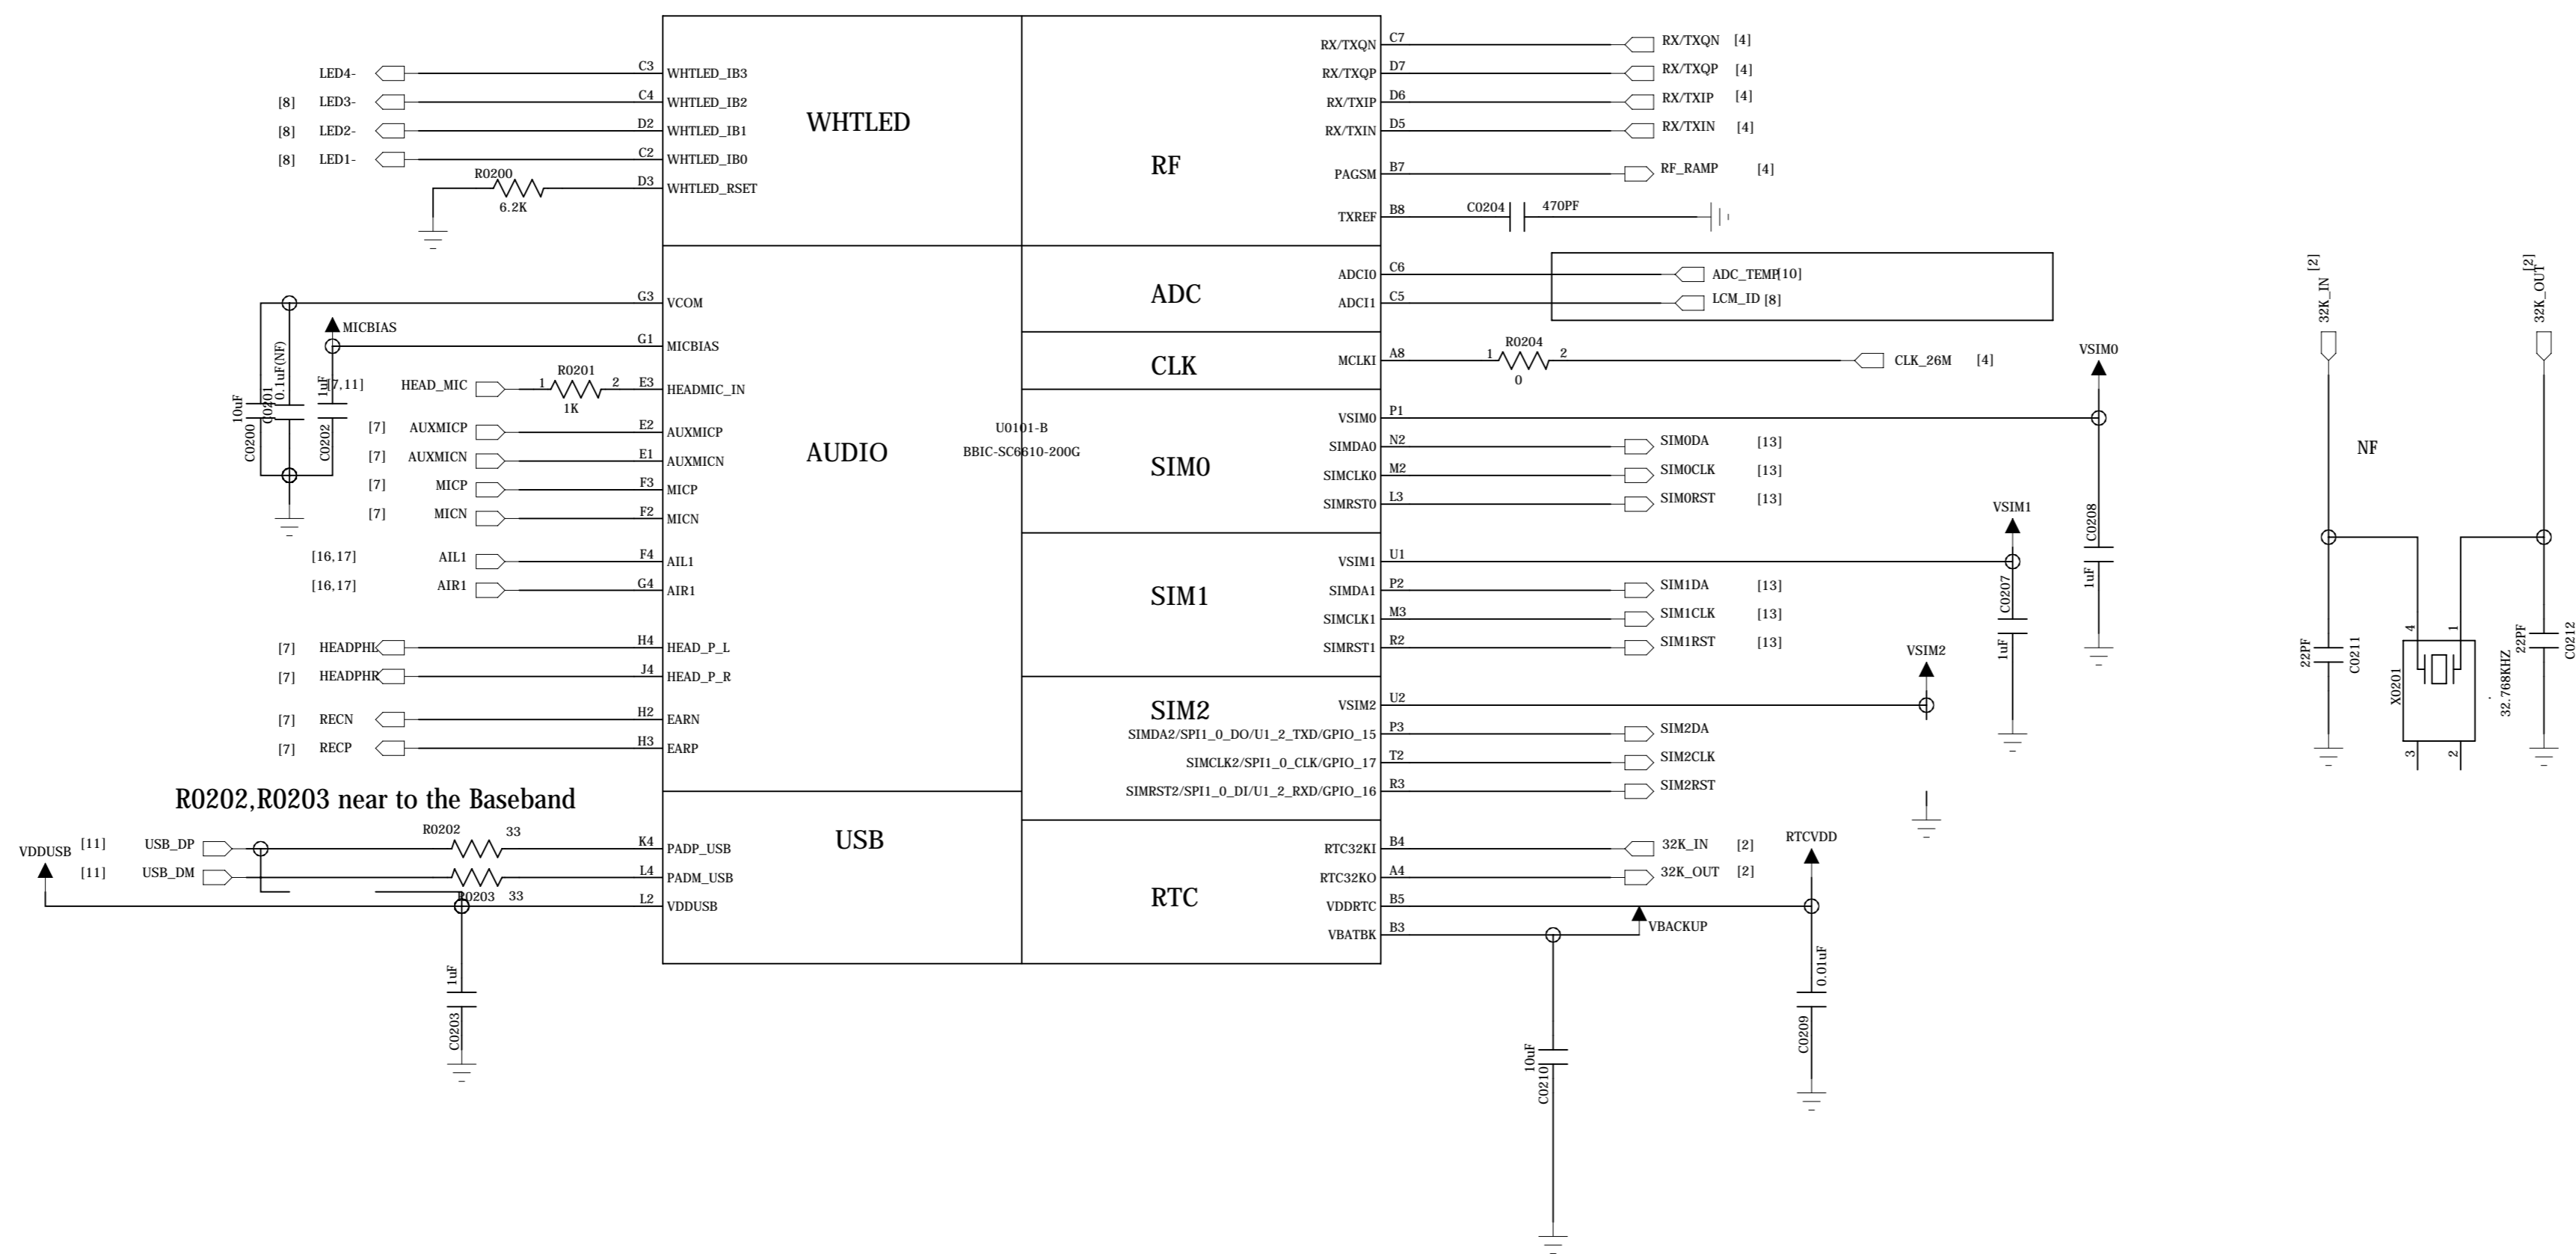 LED4- C3 WHTLED_IB3
[8] LED3- C4 WHTLED_IB2
[8] LED2- D2 WHTLED_IB1
[8] LED1- C2 WHTLED_IB0
R0200 6.2K D3 WHTLED_RSET
WHTLED
G3 VCOM
MICBIAS
G1 MICBIAS
10uF C0200
C0201 0.1uF(NF)
1uF C0202
[7,11] HEAD_MIC 1 R0201 2 E3 HEADMIC_IN
1K
[7] AUXMICP E2 AUXMICP
[7] AUXMICN E1 AUXMICN
[7] MICP F3 MICP
[7] MICN F2 MICN
[16,17] AIL1 F4 AIL1
[16,17] AIR1 G4 AIR1
[7] HEADPHL H4 HEAD_P_L
[7] HEADPHR J4 HEAD_P_R
[7] RECN H2 EARN
[7] RECP H3 EARP
AUDIO
U0101-B
BBIC-SC6610-200G
R0202,R0203 near to the Baseband
VDDUSB
[11] USB_DP R0202 33 K4 PADP_USB
[11] USB_DM R0203 33 L4 PADM_USB
L2 VDDUSB
USB
1uF C0203
RF
RX/TXQN C7 RX/TXQN [4]
RX/TXQP D7 RX/TXQP [4]
RX/TXIP D6 RX/TXIP [4]
RX/TXIN D5 RX/TXIN [4]
PAGSM B7 RF_RAMP [4]
TXREF B8 C0204 470PF
ADC
ADCI0 C6 ADC_TEMP[10]
ADCI1 C5 LCM_ID [8]
CLK
MCLKI A8 1 R0204 2 CLK_26M [4]
0
SIM0
VSIM0 P1 VSIM0
SIMDA0 N2 SIM0DA [13]
SIMCLK0 M2 SIM0CLK [13]
SIMRST0 L3 SIM0RST [13]
C0208 1uF
SIM1
VSIM1 U1 VSIM1
SIMDA1 P2 SIM1DA [13]
SIMCLK1 M3 SIM1CLK [13]
SIMRST1 R2 SIM1RST [13]
C0207 1uF
SIM2
VSIM2 U2 VSIM2
SIMDA2/SPI1_0_DO/U1_2_TXD/GPIO_15 P3 SIM2DA
SIMCLK2/SPI1_0_CLK/GPIO_17 T2 SIM2CLK
SIMRST2/SPI1_0_DI/U1_2_RXD/GPIO_16 R3 SIM2RST
RTC
RTC32KI B4 32K_IN [2]
RTC32KO A4 32K_OUT [2]
VDDRTC B5 RTCVDD
VBATBK B3 VBACKUP
10uF C0210
0.01uF C0209
32K_IN [2]
32K_OUT [2]
NF
22PF C0211
X0201
4 1
3 2
32.768KHZ
22PF C0212